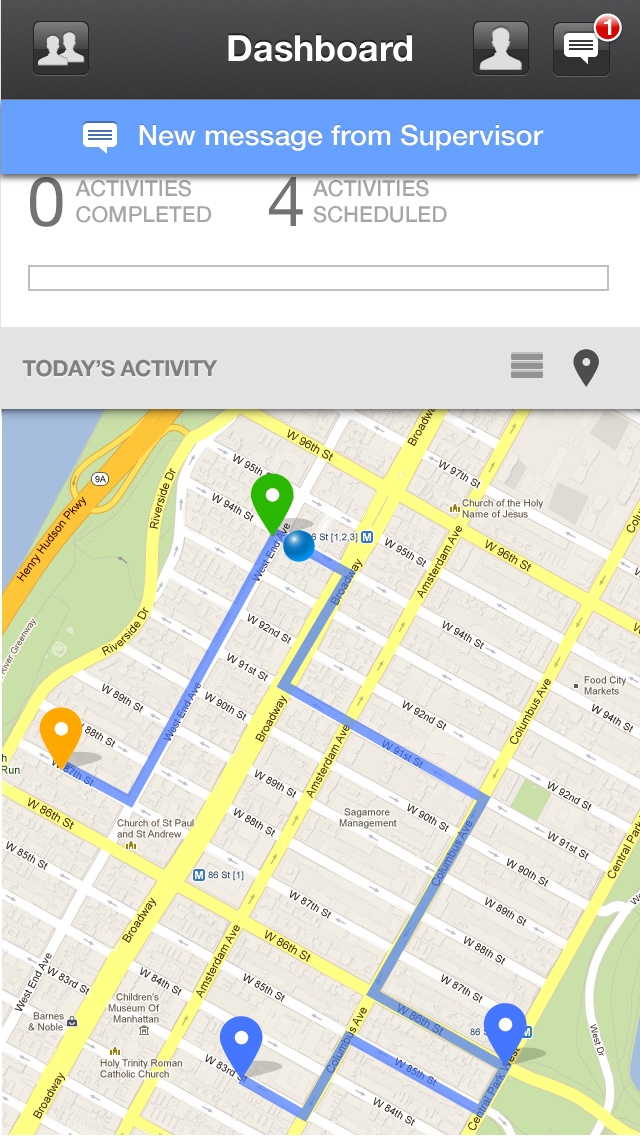 Dashboard
1
New message from Supervisor
0 ACTIVITIES
COMPLETED
4 ACTIVITIES
SCHEDULED
TODAY'S ACTIVITY
Broadway
W 96th St
W 95th
W 97th St
9A
Riverside Dr
W 94th St
Church of the Holy
Name of Jesus
Henry Hudson Pkwy
West End Ave
St [1,2,3] M
W 95th St
W 96th St
Broadway
Amsterdam Ave
River Greenway
Riverside Dr
W 92nd St
W 94th St
W 91st St
Food City
Markets
W 89th St
W 90th St
West End Ave
Broadway
W 92nd St
Columbus Ave
W 94th St
88th St
Amsterdam Ave
W 91st St
Run
87th St
W 89th St
W 92nd St
W 86th St
Church of St Paul
and St Andrew
W 88th St
Sagamore
Management
W 90th St
W 91st St
Central Park
W 85th St
Columbus Ave
W 90th St
M 86 St [1]
W 87th St
W 89th St
Broadway
Amsterdam Ave
W 86th St
W 88th St
West End Ave
W 83rd St
W 84th St
W 85th St
W 87th St
Children's
Museum Of
Manhattan
W 86th St
Barnes
& Noble
Columbus Ave
86
M
West Dr
Holy Trinity Roman
Catholic Church
W 83rd
W 85th St
Central Park West
Broadway
W 84th St